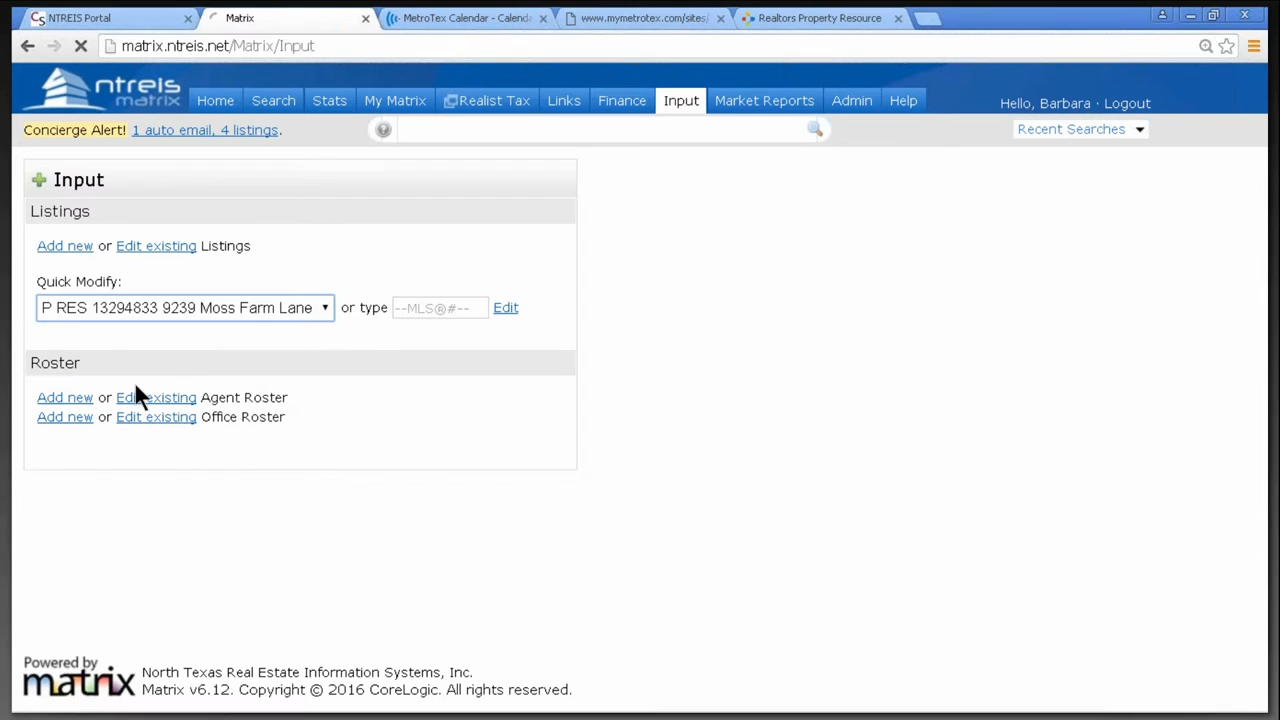 NTREIS Portal
Matrix
MetroTex Calendar - Calenda
www.mymetrotex.com/sites/
Realtors Property Resource
matrix.ntreis.net/Matrix/Input
ntreis
matrix
Home
Search
Stats
My Matrix
Realist Tax
Links
Finance
Input
Market Reports
Admin
Help
Hello, Barbara · Logout
Concierge Alert! 1 auto email, 4 listings.
Recent Searches
Input
Listings
Add new or Edit existing Listings
Quick Modify:
P RES 13294833 9239 Moss Farm Lane or type --MLS®#-- Edit
Roster
Add new or Edit existing Agent Roster
Add new or Edit existing Office Roster
Powered by
matrix
North Texas Real Estate Information Systems, Inc.
Matrix v6.12. Copyright © 2016 CoreLogic. All rights reserved.